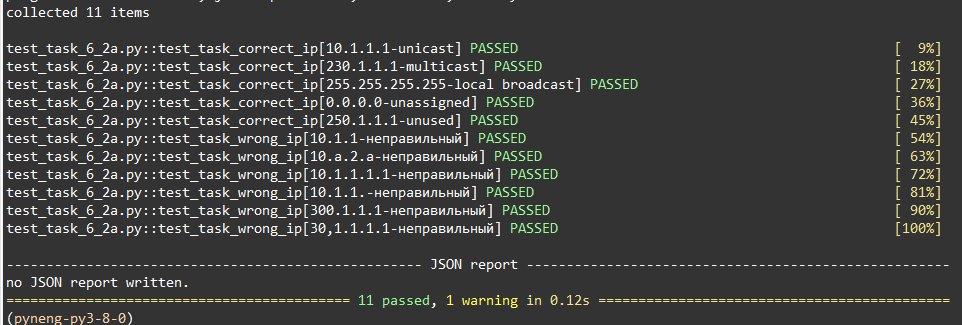 collected 11 items
test_task_6_2a.py::test_task_correct_ip[10.1.1.1-unicast] PASSED [  9%]
test_task_6_2a.py::test_task_correct_ip[230.1.1.1-multicast] PASSED [ 18%]
test_task_6_2a.py::test_task_correct_ip[255.255.255.255-local broadcast] PASSED [ 27%]
test_task_6_2a.py::test_task_correct_ip[0.0.0.0-unassigned] PASSED [ 36%]
test_task_6_2a.py::test_task_correct_ip[250.1.1.1-unused] PASSED [ 45%]
test_task_6_2a.py::test_task_wrong_ip[10.1.1-неправильный] PASSED [ 54%]
test_task_6_2a.py::test_task_wrong_ip[10.a.2.a-неправильный] PASSED [ 63%]
test_task_6_2a.py::test_task_wrong_ip[10.1.1.1.1-неправильный] PASSED [ 72%]
test_task_6_2a.py::test_task_wrong_ip[10.1.1.-неправильный] PASSED [ 81%]
test_task_6_2a.py::test_task_wrong_ip[300.1.1.1-неправильный] PASSED [ 90%]
test_task_6_2a.py::test_task_wrong_ip[30,1.1.1.1-неправильный] PASSED [100%]
---------------------------------------------------- JSON report -----------------------------------------------------
no JSON report written.
=========================================== 11 passed, 1 warning in 0.12s ============================================
(pyneng-py3-8-0)